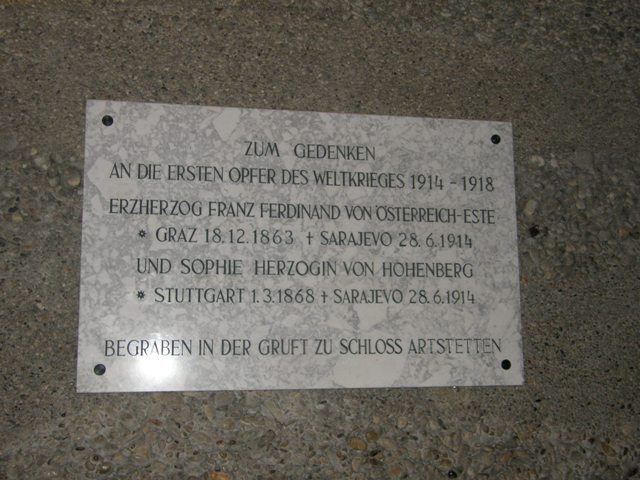 ZUM GEDENKEN
AN DIE ERSTEN OPFER DES WELTKRIEGES 1914 - 1918
ERZHERZOG FRANZ FERDINAND VON ÖSTERREICH-ESTE
* GRAZ 18.12.1863 † SARAJEVO 28.6.1914
UND SOPHIE HERZOGIN VON HOHENBERG
* STUTTGART 1.3.1868 † SARAJEVO 28.6.1914
BEGRABEN IN DER GRUFT ZU SCHLOSS ARTSTETTEN